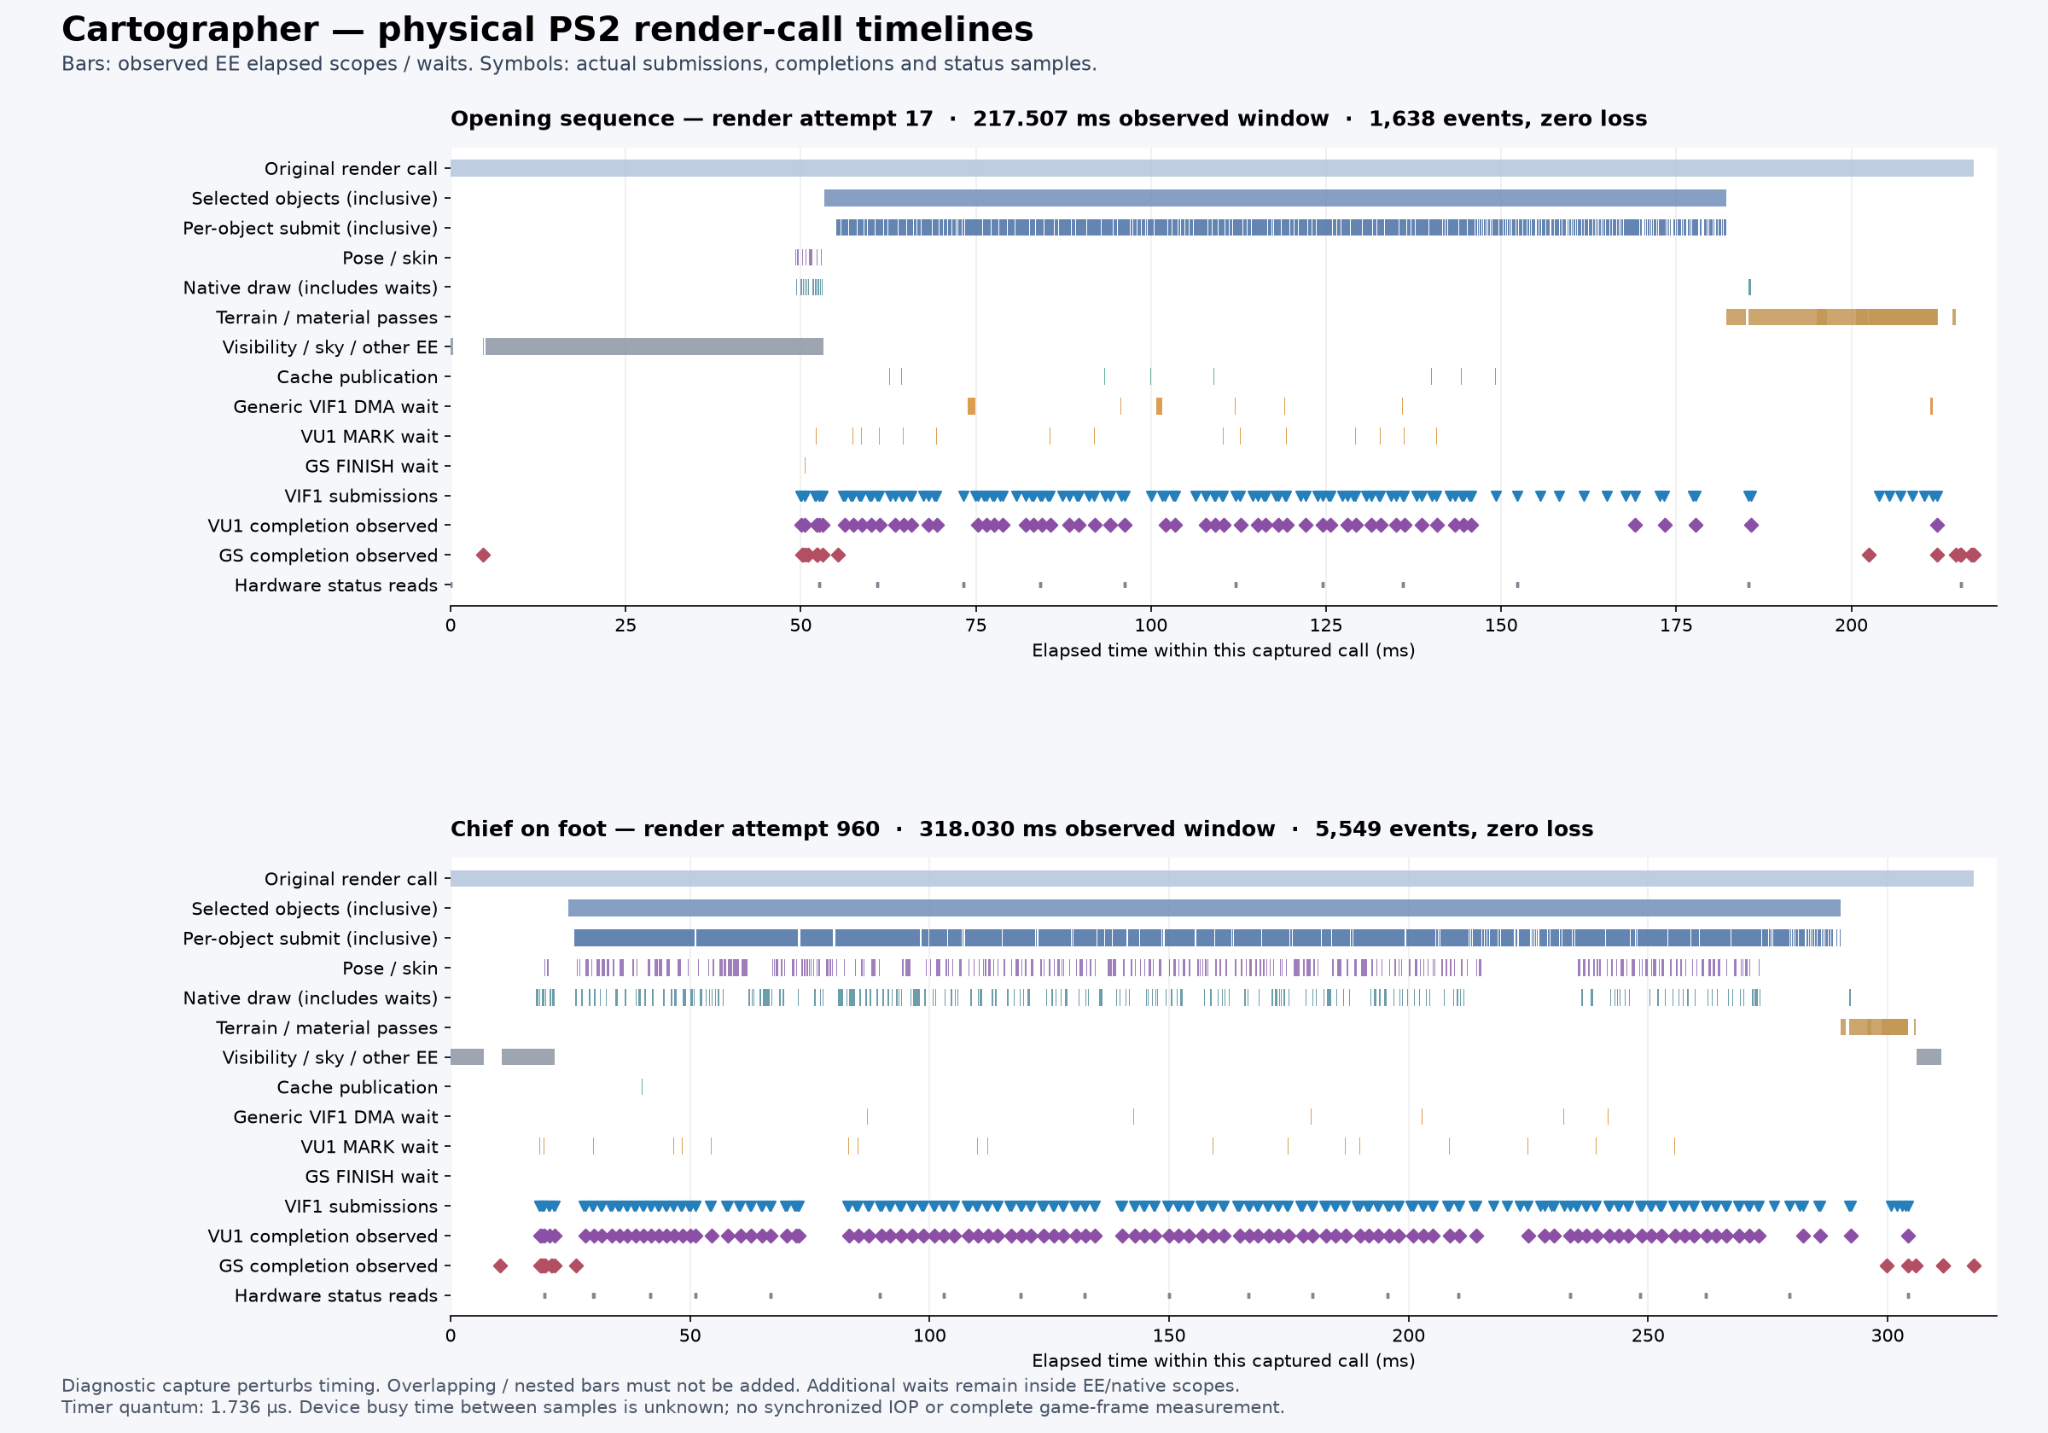 Cartographer — physical PS2 render-call timelines
Bars: observed EE elapsed scopes / waits. Symbols: actual submissions, completions and status samples.
Opening sequence — render attempt 17 · 217.507 ms observed window · 1,638 events, zero loss
Original render call
Selected objects (inclusive)
Per-object submit (inclusive)
Pose / skin
Native draw (includes waits)
Terrain / material passes
Visibility / sky / other EE
Cache publication
Generic VIF1 DMA wait
VU1 MARK wait
GS FINISH wait
VIF1 submissions
VU1 completion observed
GS completion observed
Hardware status reads
0 25 50 75 100 125 150 175 200
Elapsed time within this captured call (ms)
Chief on foot — render attempt 960 · 318.030 ms observed window · 5,549 events, zero loss
Original render call
Selected objects (inclusive)
Per-object submit (inclusive)
Pose / skin
Native draw (includes waits)
Terrain / material passes
Visibility / sky / other EE
Cache publication
Generic VIF1 DMA wait
VU1 MARK wait
GS FINISH wait
VIF1 submissions
VU1 completion observed
GS completion observed
Hardware status reads
0 50 100 150 200 250 300
Elapsed time within this captured call (ms)
Diagnostic capture perturbs timing. Overlapping / nested bars must not be added. Additional waits remain inside EE/native scopes.
Timer quantum: 1.736 µs. Device busy time between samples is unknown; no synchronized IOP or complete game-frame measurement.